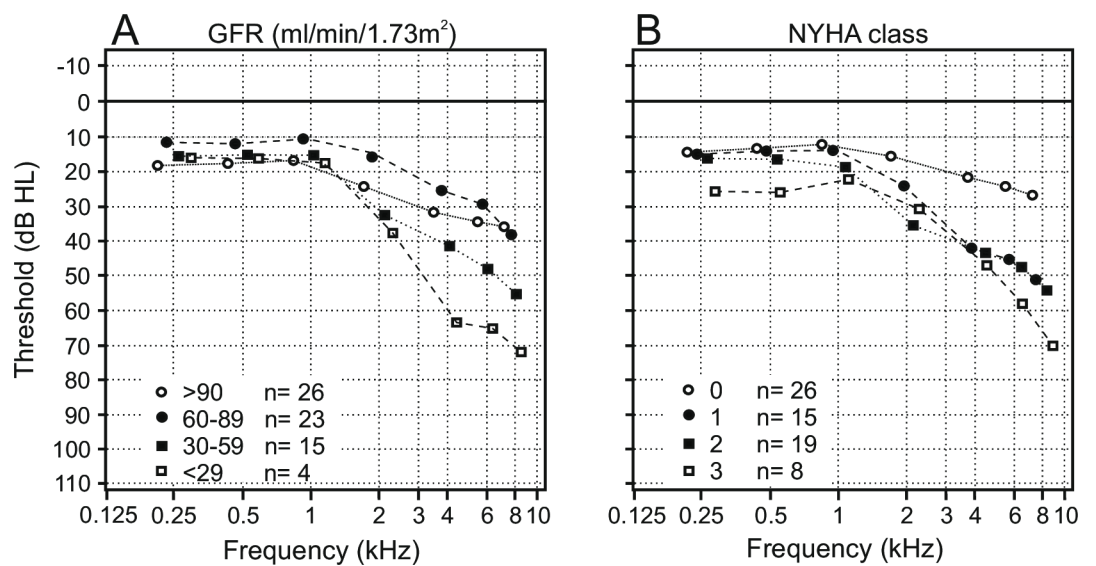 A GFR (ml/min/1.73m²)
-10
0
10
20
30
40
50
60
70
80
90
100
110
Threshold (dB HL)
>90 n= 26
60-89 n= 23
30-59 n= 15
<29 n= 4
0.125 0.25 0.5 1 2 3 4 6 8 10
Frequency (kHz)
B NYHA class
0 n= 26
1 n= 15
2 n= 19
3 n= 8
0.125 0.25 0.5 1 2 3 4 6 8 10
Frequency (kHz)